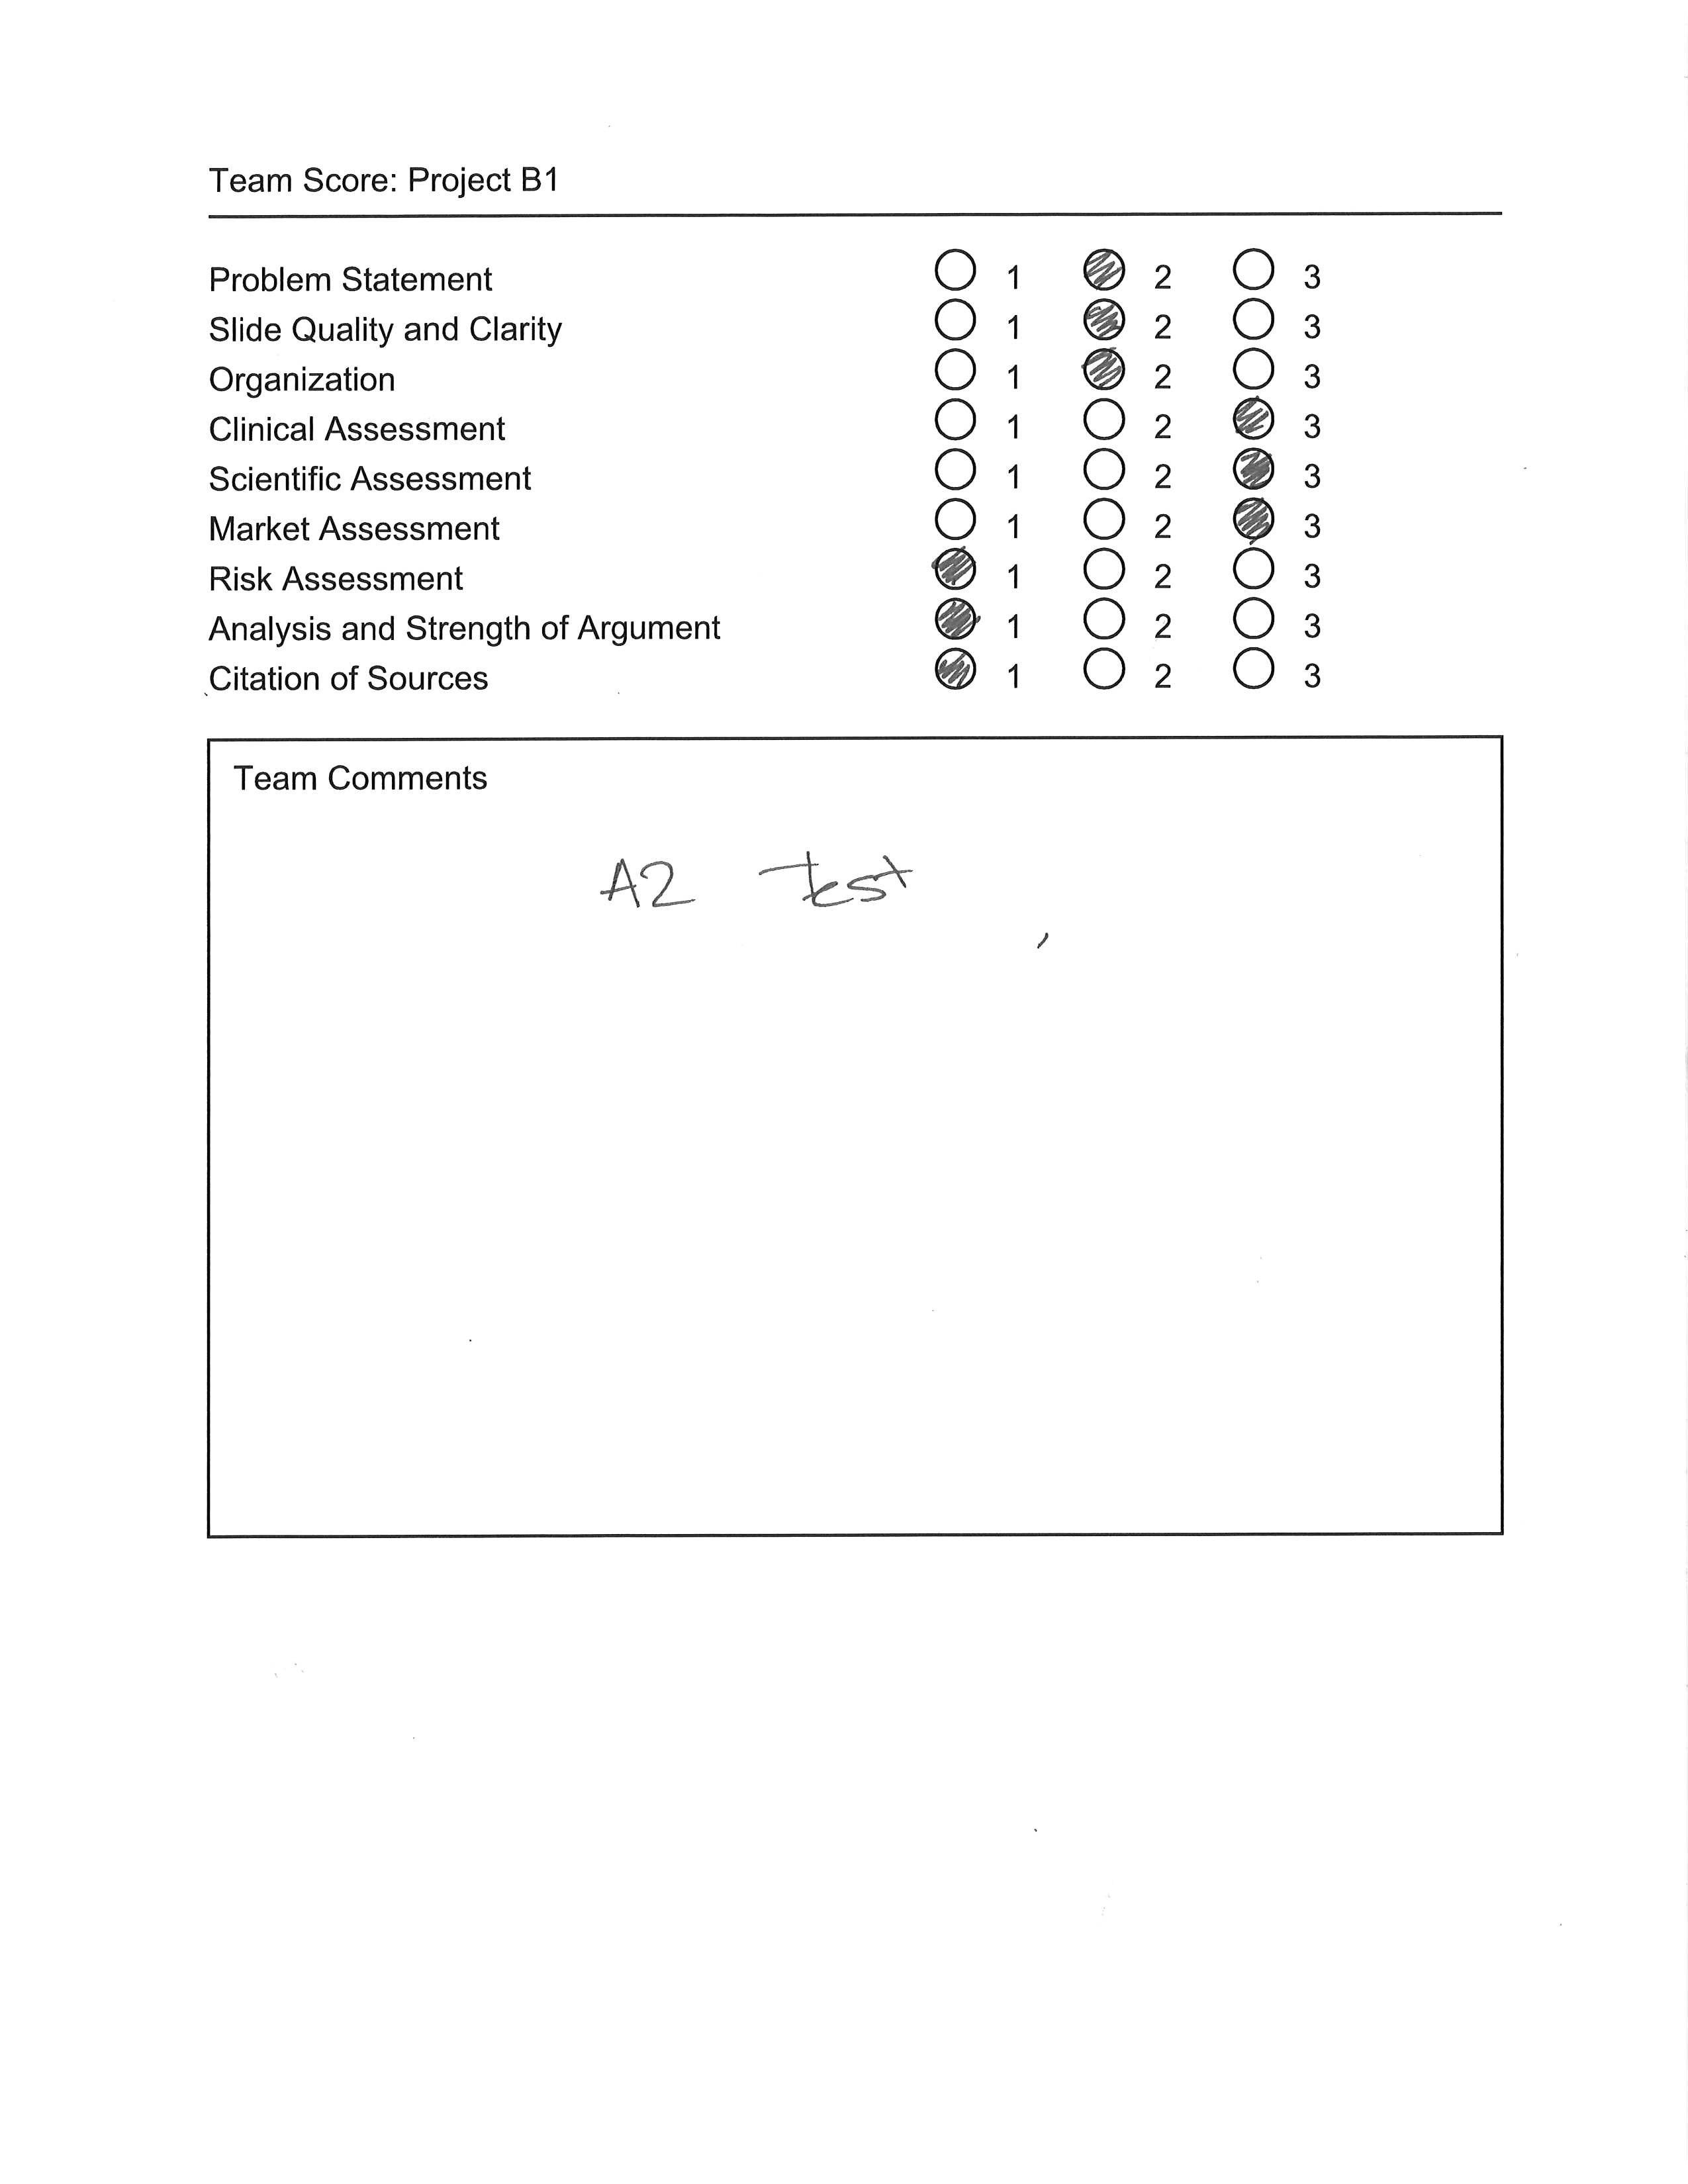 Team Score: Project B1
Problem Statement 1 2 3
Slide Quality and Clarity 1 2 3
Organization 1 2 3
Clinical Assessment 1 2 3
Scientific Assessment 1 2 3
Market Assessment 1 2 3
Risk Assessment 1 2 3
Analysis and Strength of Argument 1 2 3
Citation of Sources 1 2 3
Team Comments
A2 Test